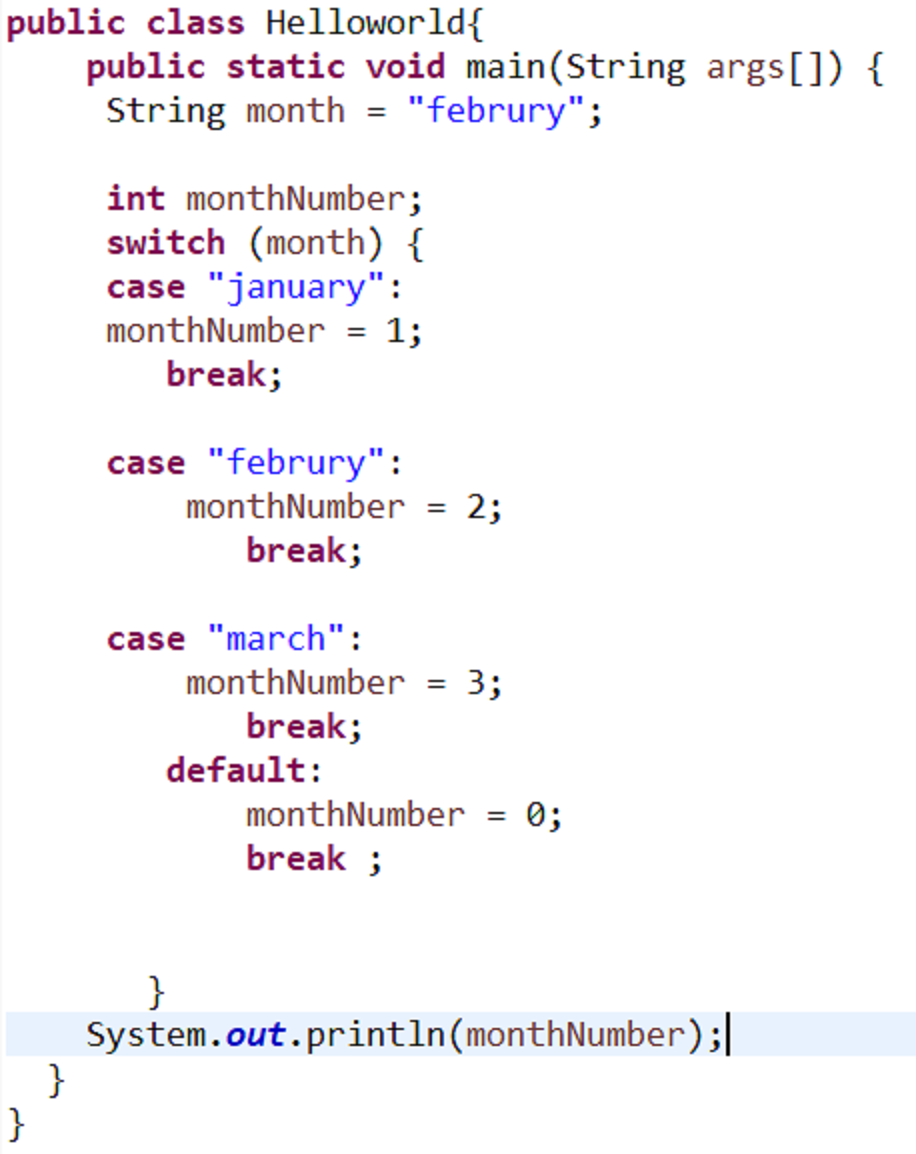 public class Helloworld{
public static void main(String args[]) {
String month = "februry";
int monthNumber;
switch (month) {
case "january":
monthNumber = 1;
break;
case "februry":
monthNumber = 2;
break;
case "march":
monthNumber = 3;
break;
default:
monthNumber = 0;
break ;
}
System.out.println(monthNumber);
}
}